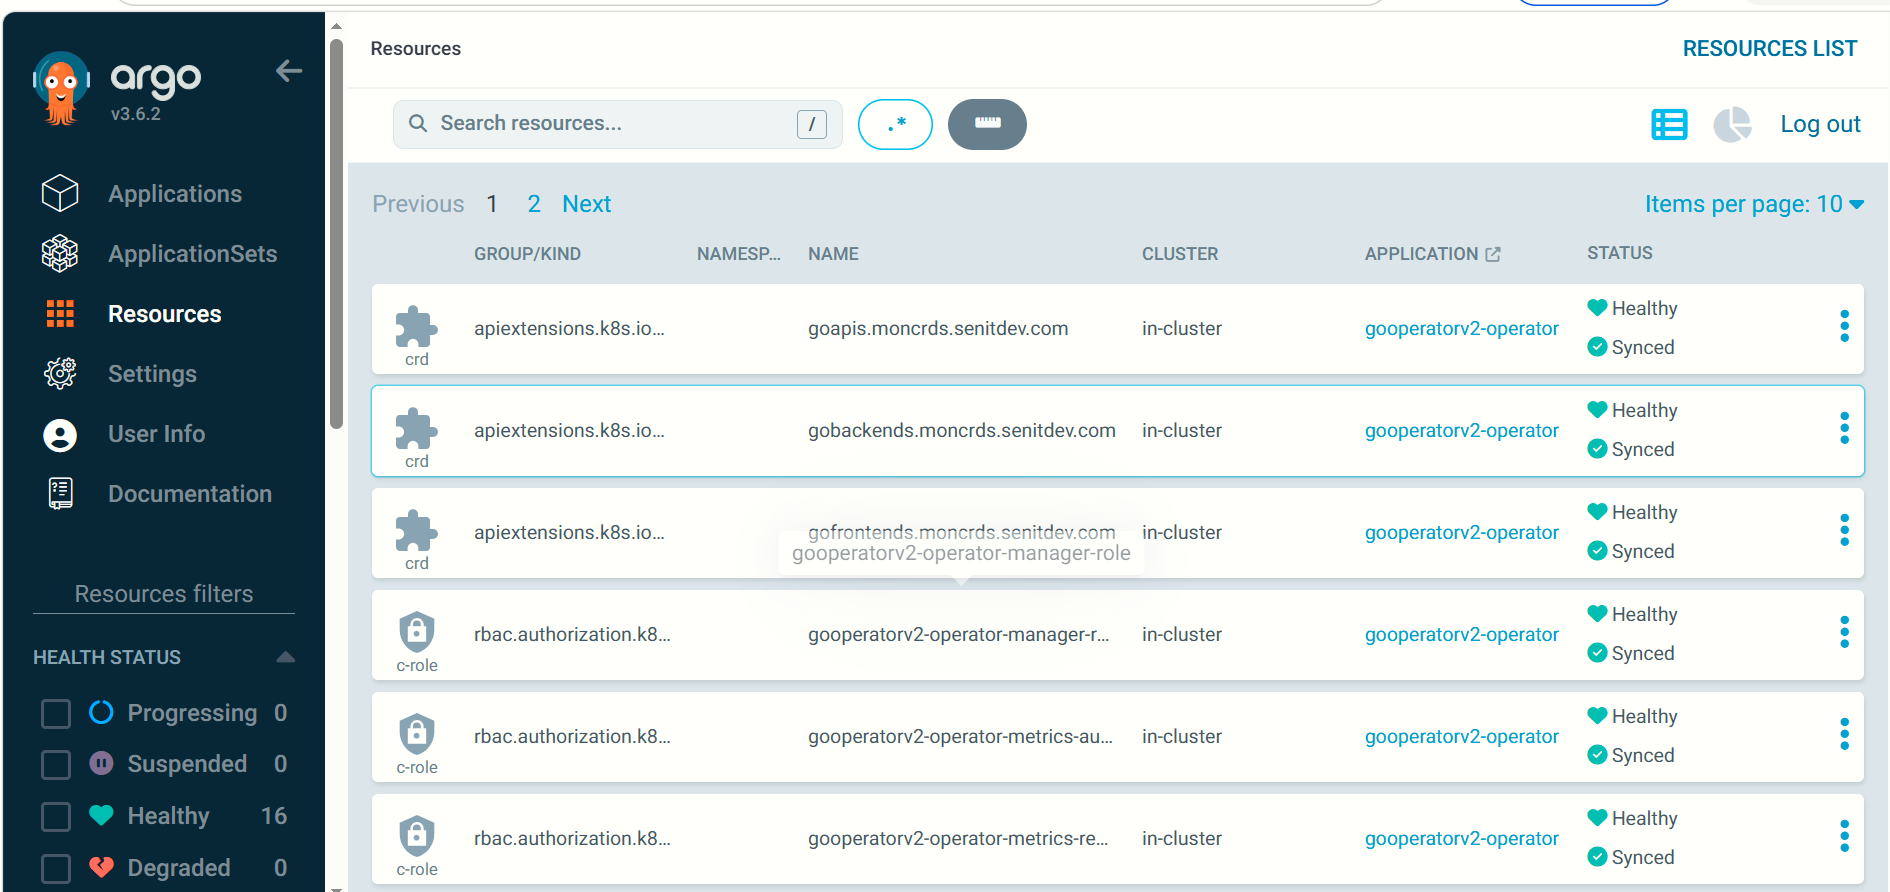 argo
v3.6.2
Applications
ApplicationSets
Resources
Settings
User Info
Documentation
Resources filters
HEALTH STATUS
Progressing 0
Suspended 0
Healthy 16
Degraded 0
Resources
RESOURCES LIST
Search resources... /
.*
Log out
Previous 1 2 Next
Items per page: 10
GROUP/KIND NAMESP... NAME CLUSTER APPLICATION STATUS
crd apiextensions.k8s.io... goapis.moncrds.senitdev.com in-cluster gooperatorv2-operator Healthy
Synced
crd apiextensions.k8s.io... gobackends.moncrds.senitdev.com in-cluster gooperatorv2-operator Healthy
Synced
crd apiextensions.k8s.io... gofrontends.moncrds.senitdev.com in-cluster gooperatorv2-operator Healthy
Synced
gooperatorv2-operator-manager-role
c-role rbac.authorization.k8... gooperatorv2-operator-manager-r... in-cluster gooperatorv2-operator Healthy
Synced
c-role rbac.authorization.k8... gooperatorv2-operator-metrics-au... in-cluster gooperatorv2-operator Healthy
Synced
c-role rbac.authorization.k8... gooperatorv2-operator-metrics-re... in-cluster gooperatorv2-operator Healthy
Synced